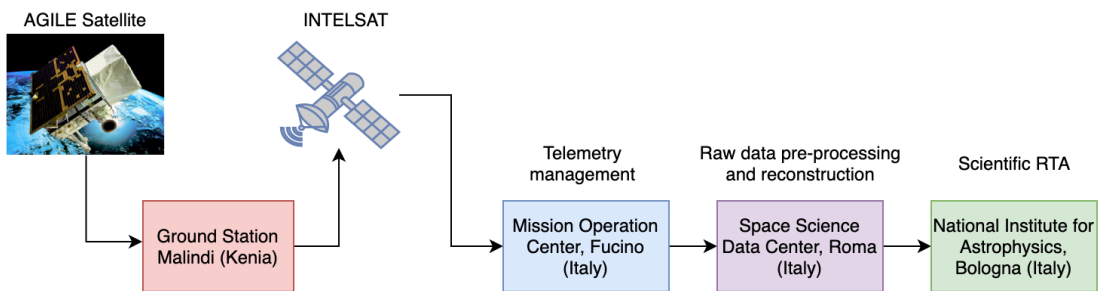 AGILE Satellite
INTELSAT
Ground Station
Malindi (Kenia)
Telemetry
management
Mission Operation
Center, Fucino
(Italy)
Raw data pre-processing
and reconstruction
Space Science
Data Center, Roma
(Italy)
Scientific RTA
National Institute for
Astrophysics,
Bologna (Italy)